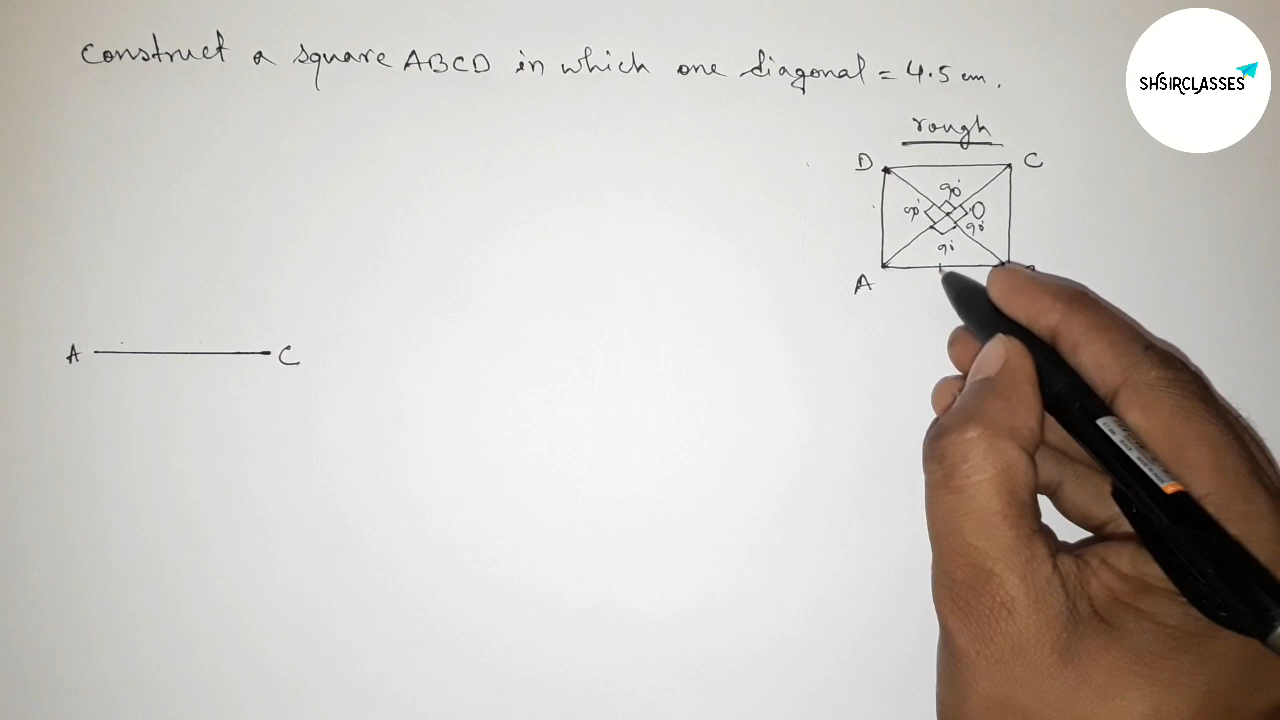 Construct a square ABCD in which one diagonal = 4.5 cm.
SHSIRCLASSES
rough
D C
90°
90° O
90°
90°
A
A C